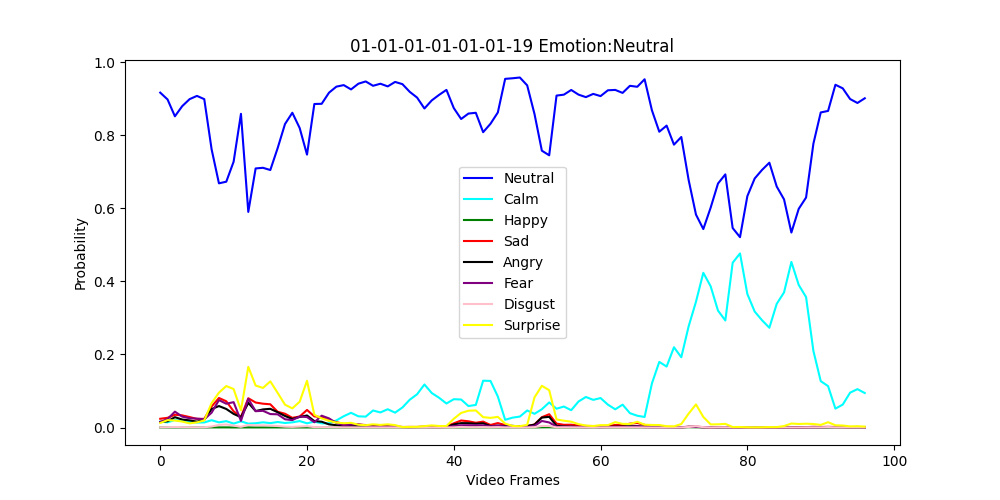 01-01-01-01-01-01-19 Emotion:Neutral
1.0
0.8
0.6
0.4
0.2
0.0
Probability
Neutral
Calm
Happy
Sad
Angry
Fear
Disgust
Surprise
0 20 40 60 80 100
Video Frames